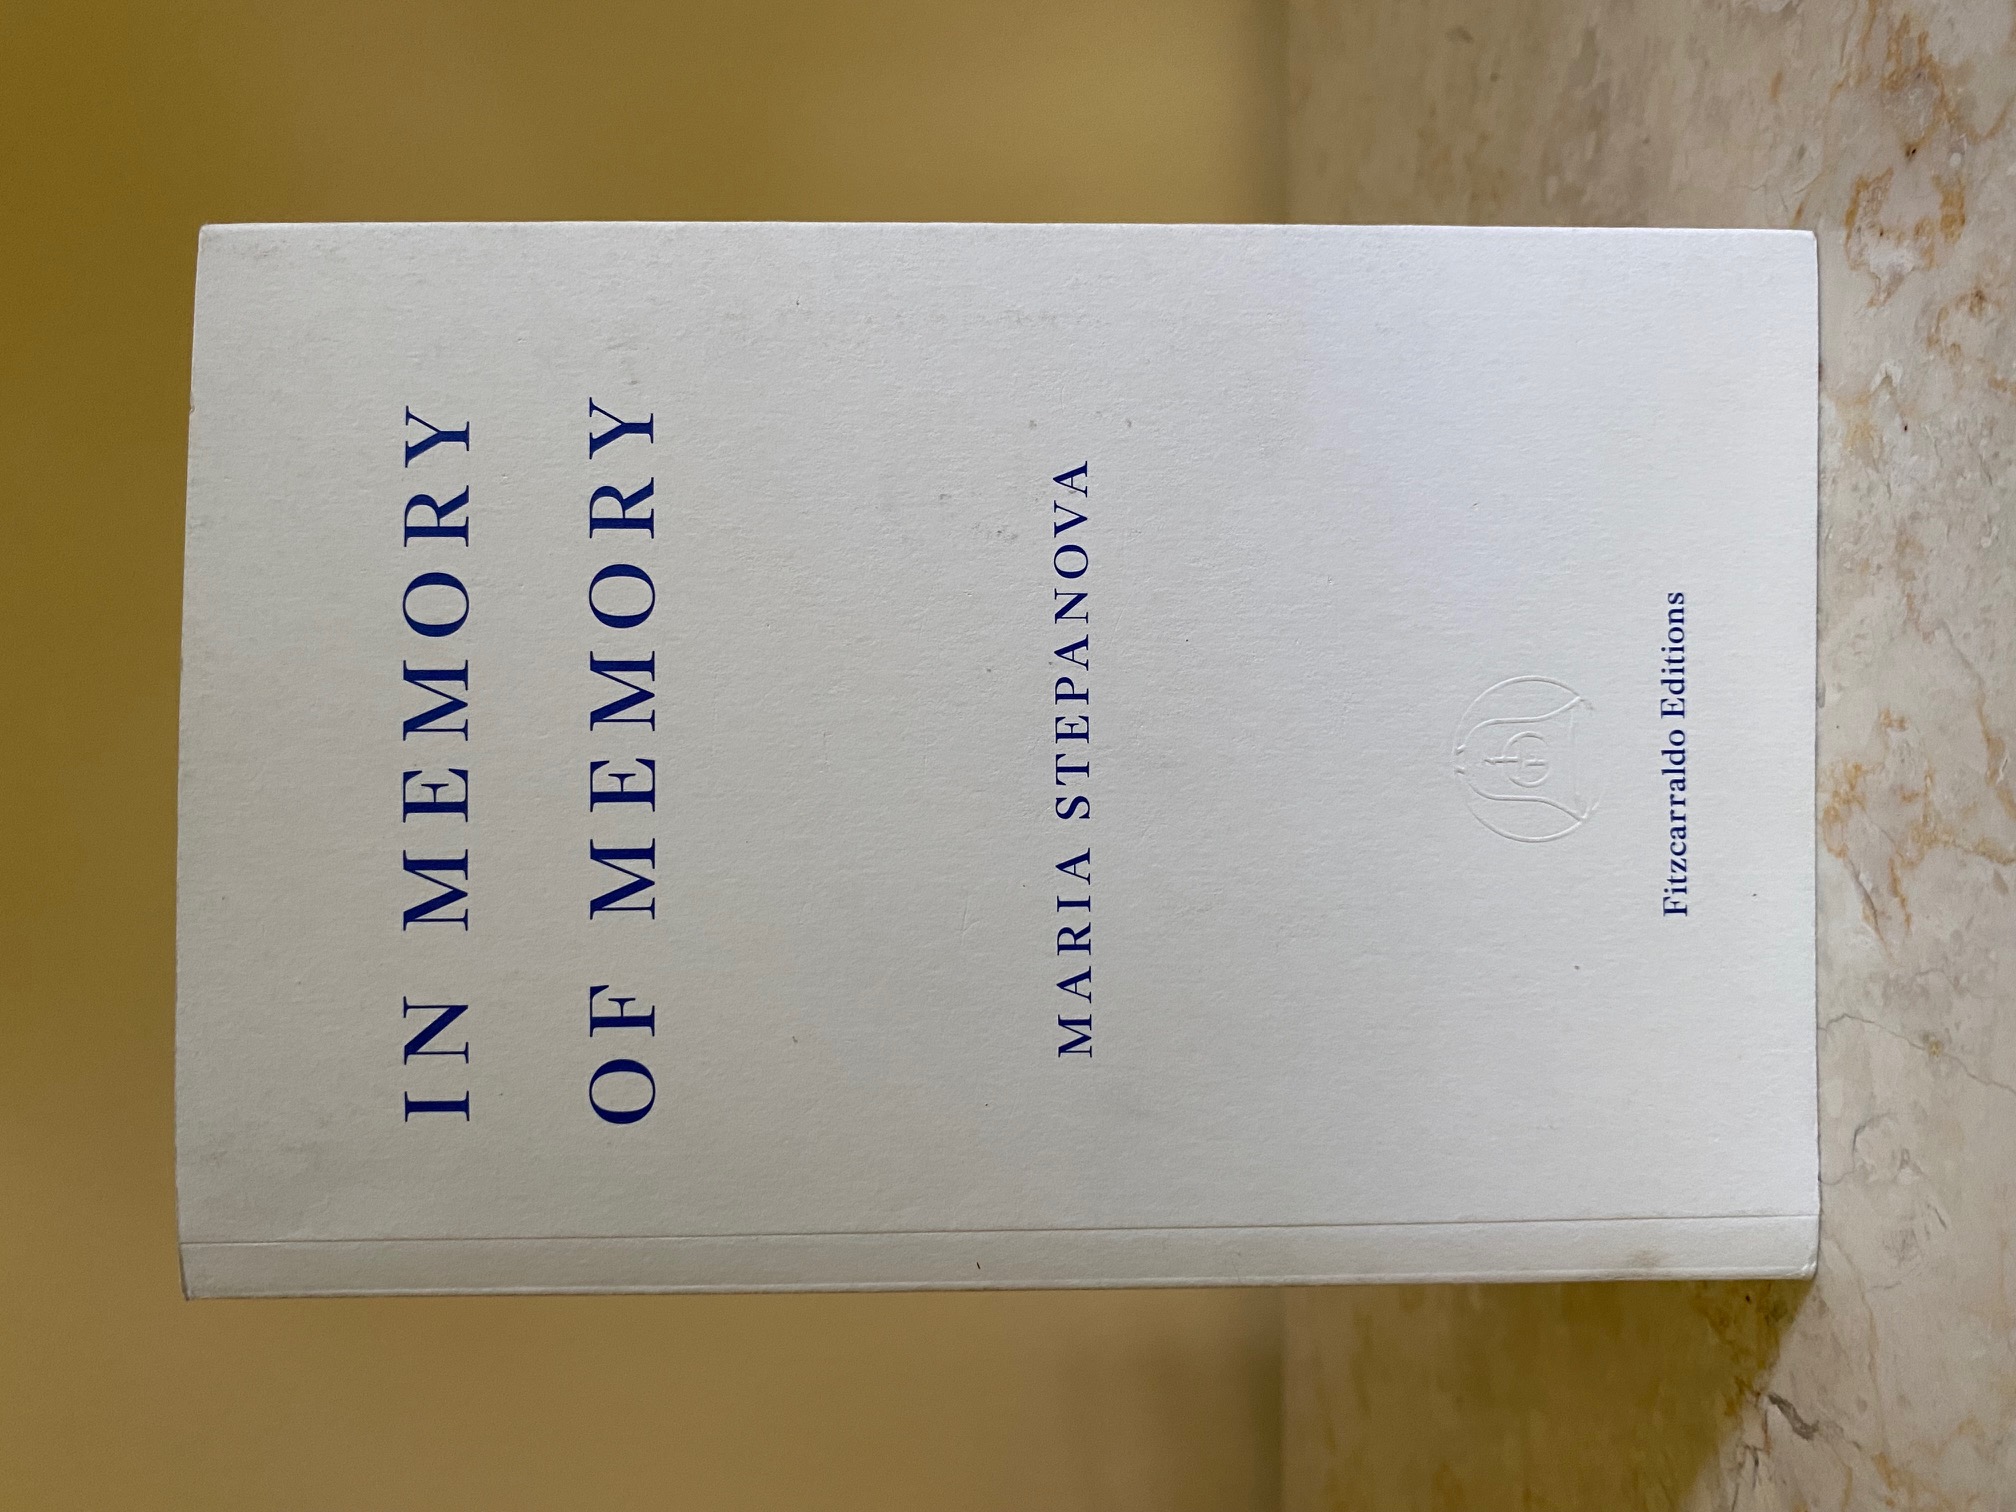 IN MEMORY
OF MEMORY
MARIA STEPANOVA
Fitzcarraldo Editions